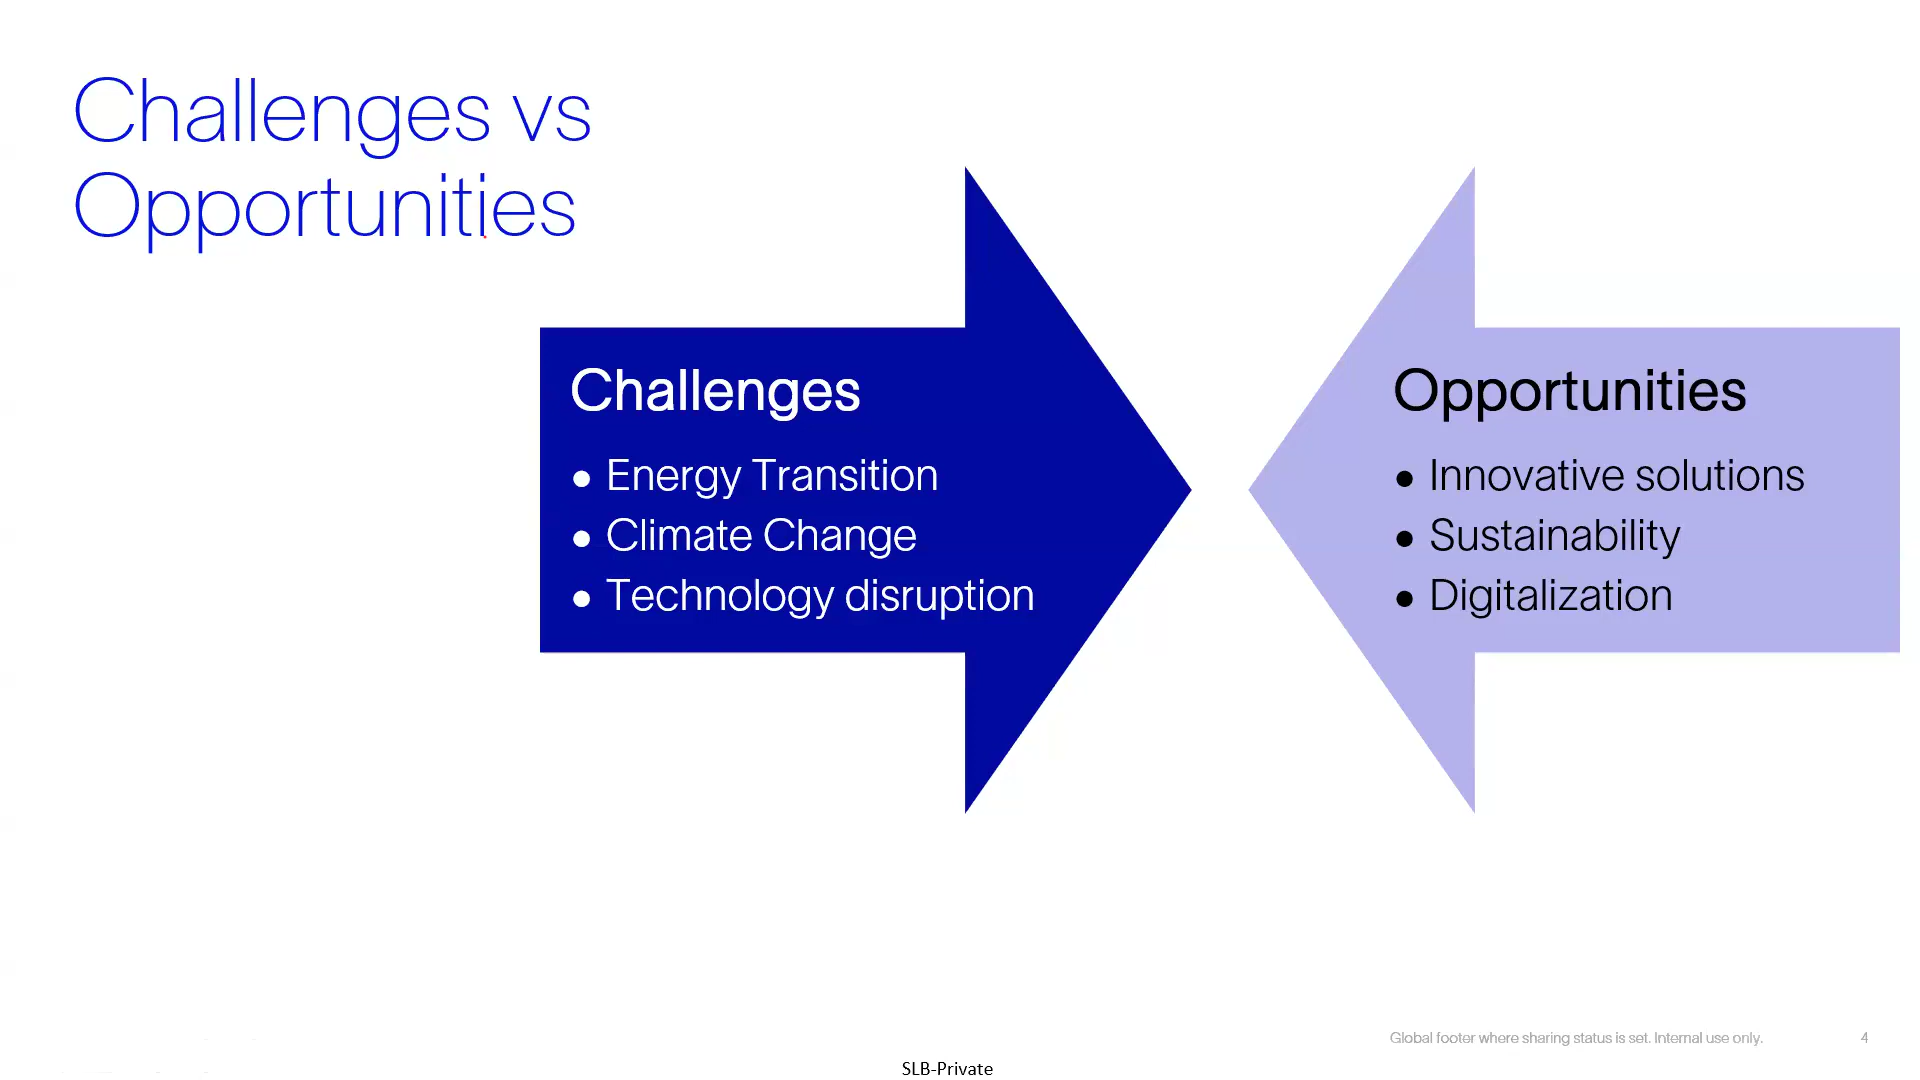 Challenges vs
Opportunities
Challenges
● Energy Transition
● Climate Change
● Technology disruption
Opportunities
● Innovative solutions
● Sustainability
● Digitalization
Global footer where sharing status is set. Internal use only.
4
SLB-Private